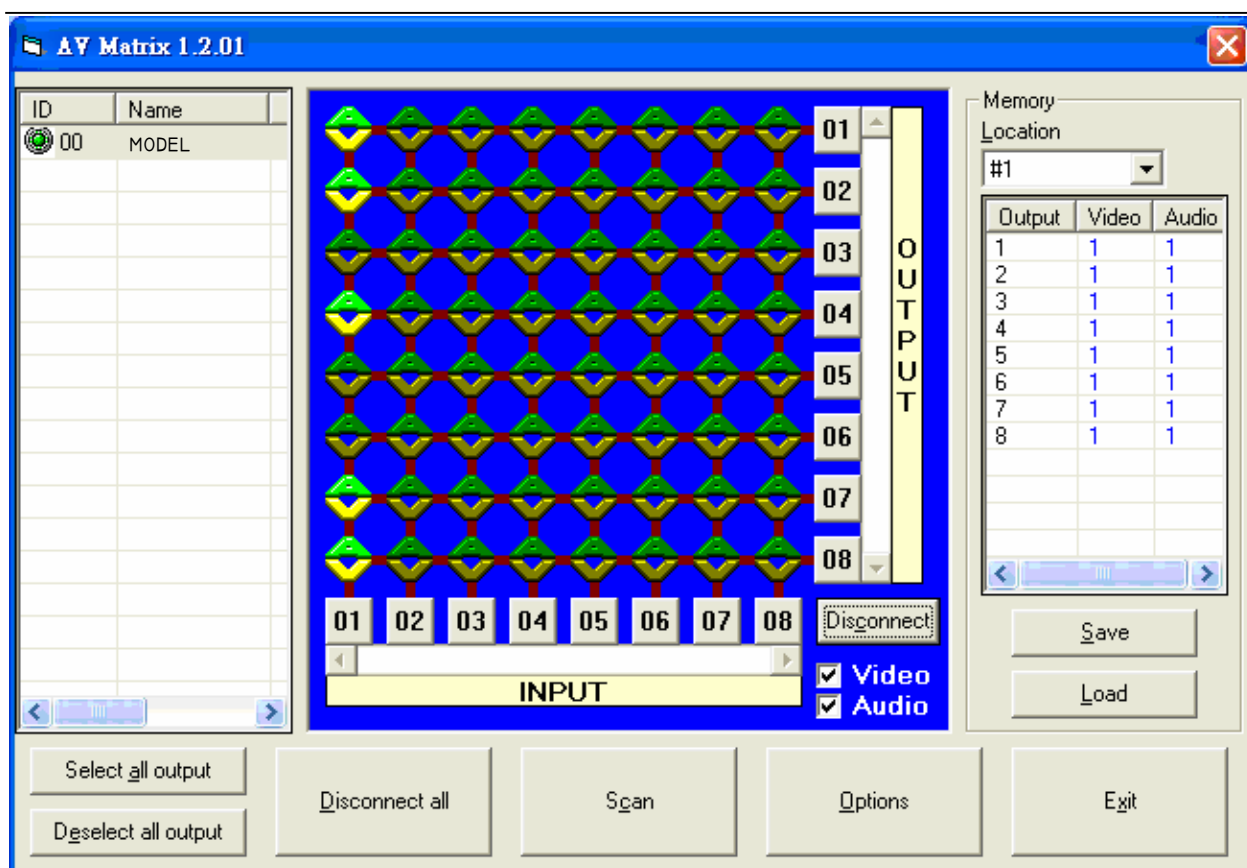 AV Matrix 1.2.01
ID Name
00 MODEL
01
02
03
04
05
06
07
08
OUTPUT
01 02 03 04 05 06 07 08
Disconnect
INPUT
Video
Audio
Memory
Location
#1
Output Video Audio
1 1 1
2 1 1
3 1 1
4 1 1
5 1 1
6 1 1
7 1 1
8 1 1
Save
Load
Select all output
Deselect all output
Disconnect all
Scan
Options
Exit